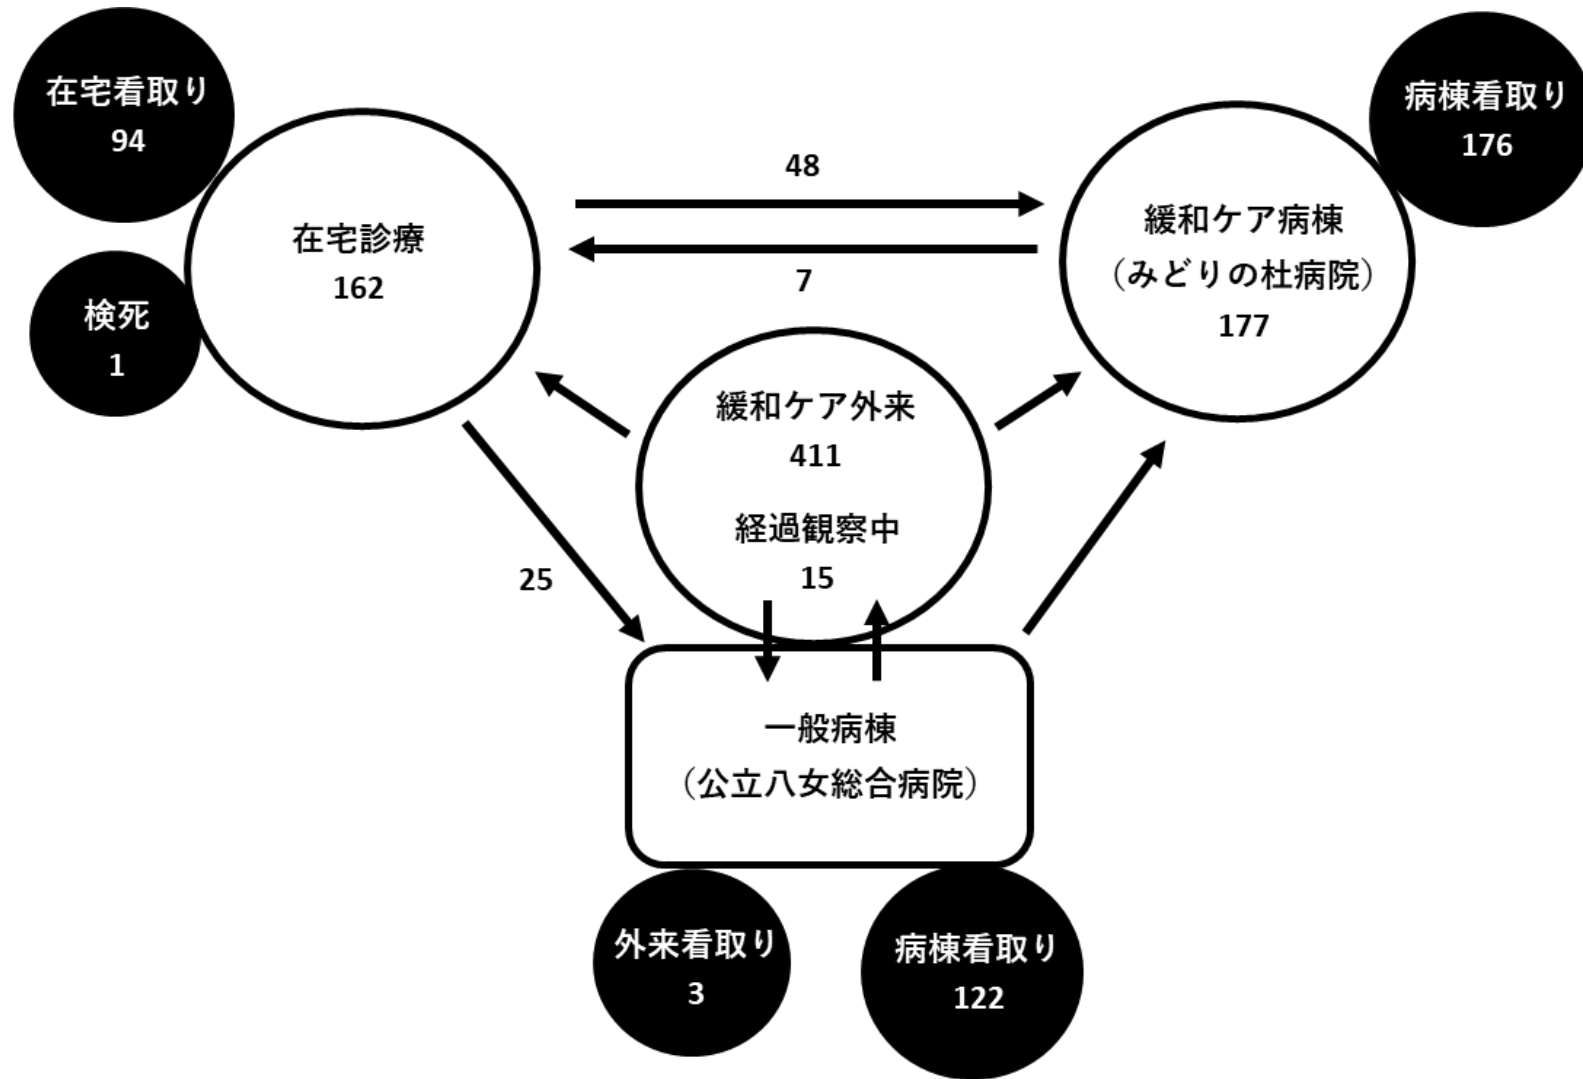 在宅看取り
94
検死
1
在宅診療
162
48
7
緩和ケア病棟
（みどりの杜病院）
177
病棟看取り
176
緩和ケア外来
411
経過観察中
15
25
一般病棟
（公立八女総合病院）
外来看取り
3
病棟看取り
122